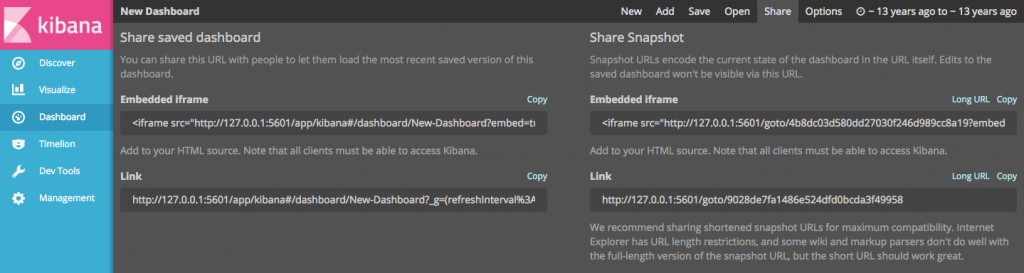 kibana
Discover
Visualize
Dashboard
Timelion
Dev Tools
Management
New Dashboard
New Add Save Open Share Options ~ 13 years ago to ~ 13 years ago
Share saved dashboard
You can share this URL with people to let them load the most recent saved version of this
dashboard.
Embedded iframe Copy
<iframe src="http://127.0.0.1:5601/app/kibana#/dashboard/New-Dashboard?embed=tr
Add to your HTML source. Note that all clients must be able to access Kibana.
Link Copy
http://127.0.0.1:5601/app/kibana#/dashboard/New-Dashboard?_g=(refreshInterval%3A
Share Snapshot
Snapshot URLs encode the current state of the dashboard in the URL itself. Edits to the
saved dashboard won't be visible via this URL.
Embedded iframe Long URL Copy
<iframe src="http://127.0.0.1:5601/goto/4b8dc03d580dd27030f246d989cc8a19?embed
Add to your HTML source. Note that all clients must be able to access Kibana.
Link Long URL Copy
http://127.0.0.1:5601/goto/9028de7fa1486e524dfd0bcda3f49958
We recommend sharing shortened snapshot URLs for maximum compatibility. Internet
Explorer has URL length restrictions, and some wiki and markup parsers don't do well with
the full-length version of the snapshot URL, but the short URL should work great.